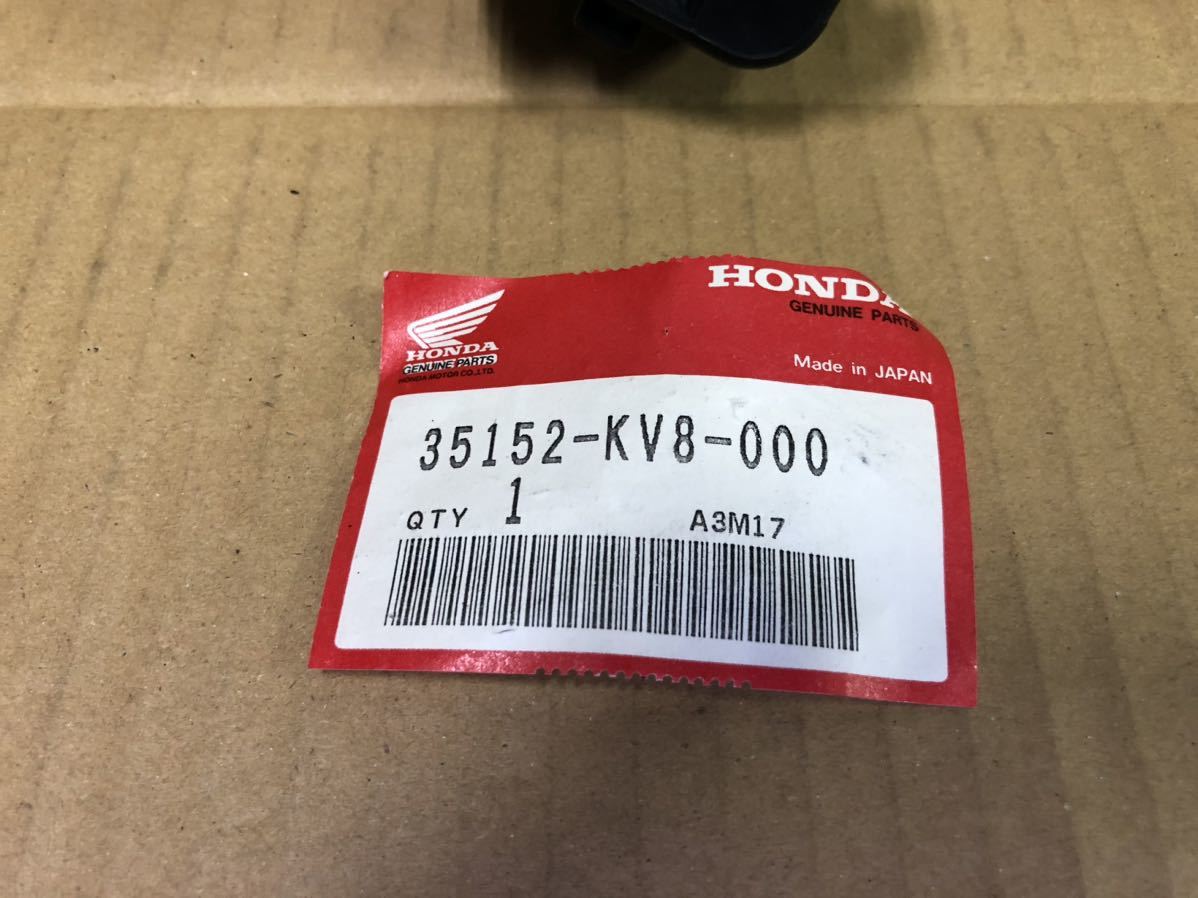 HONDA
GENUINE PARTS
Made in JAPAN
HONDA
GENUINE PARTS
HONDA MOTOR CO.,LTD.
35152-KV8-000
QTY 1 A3M17